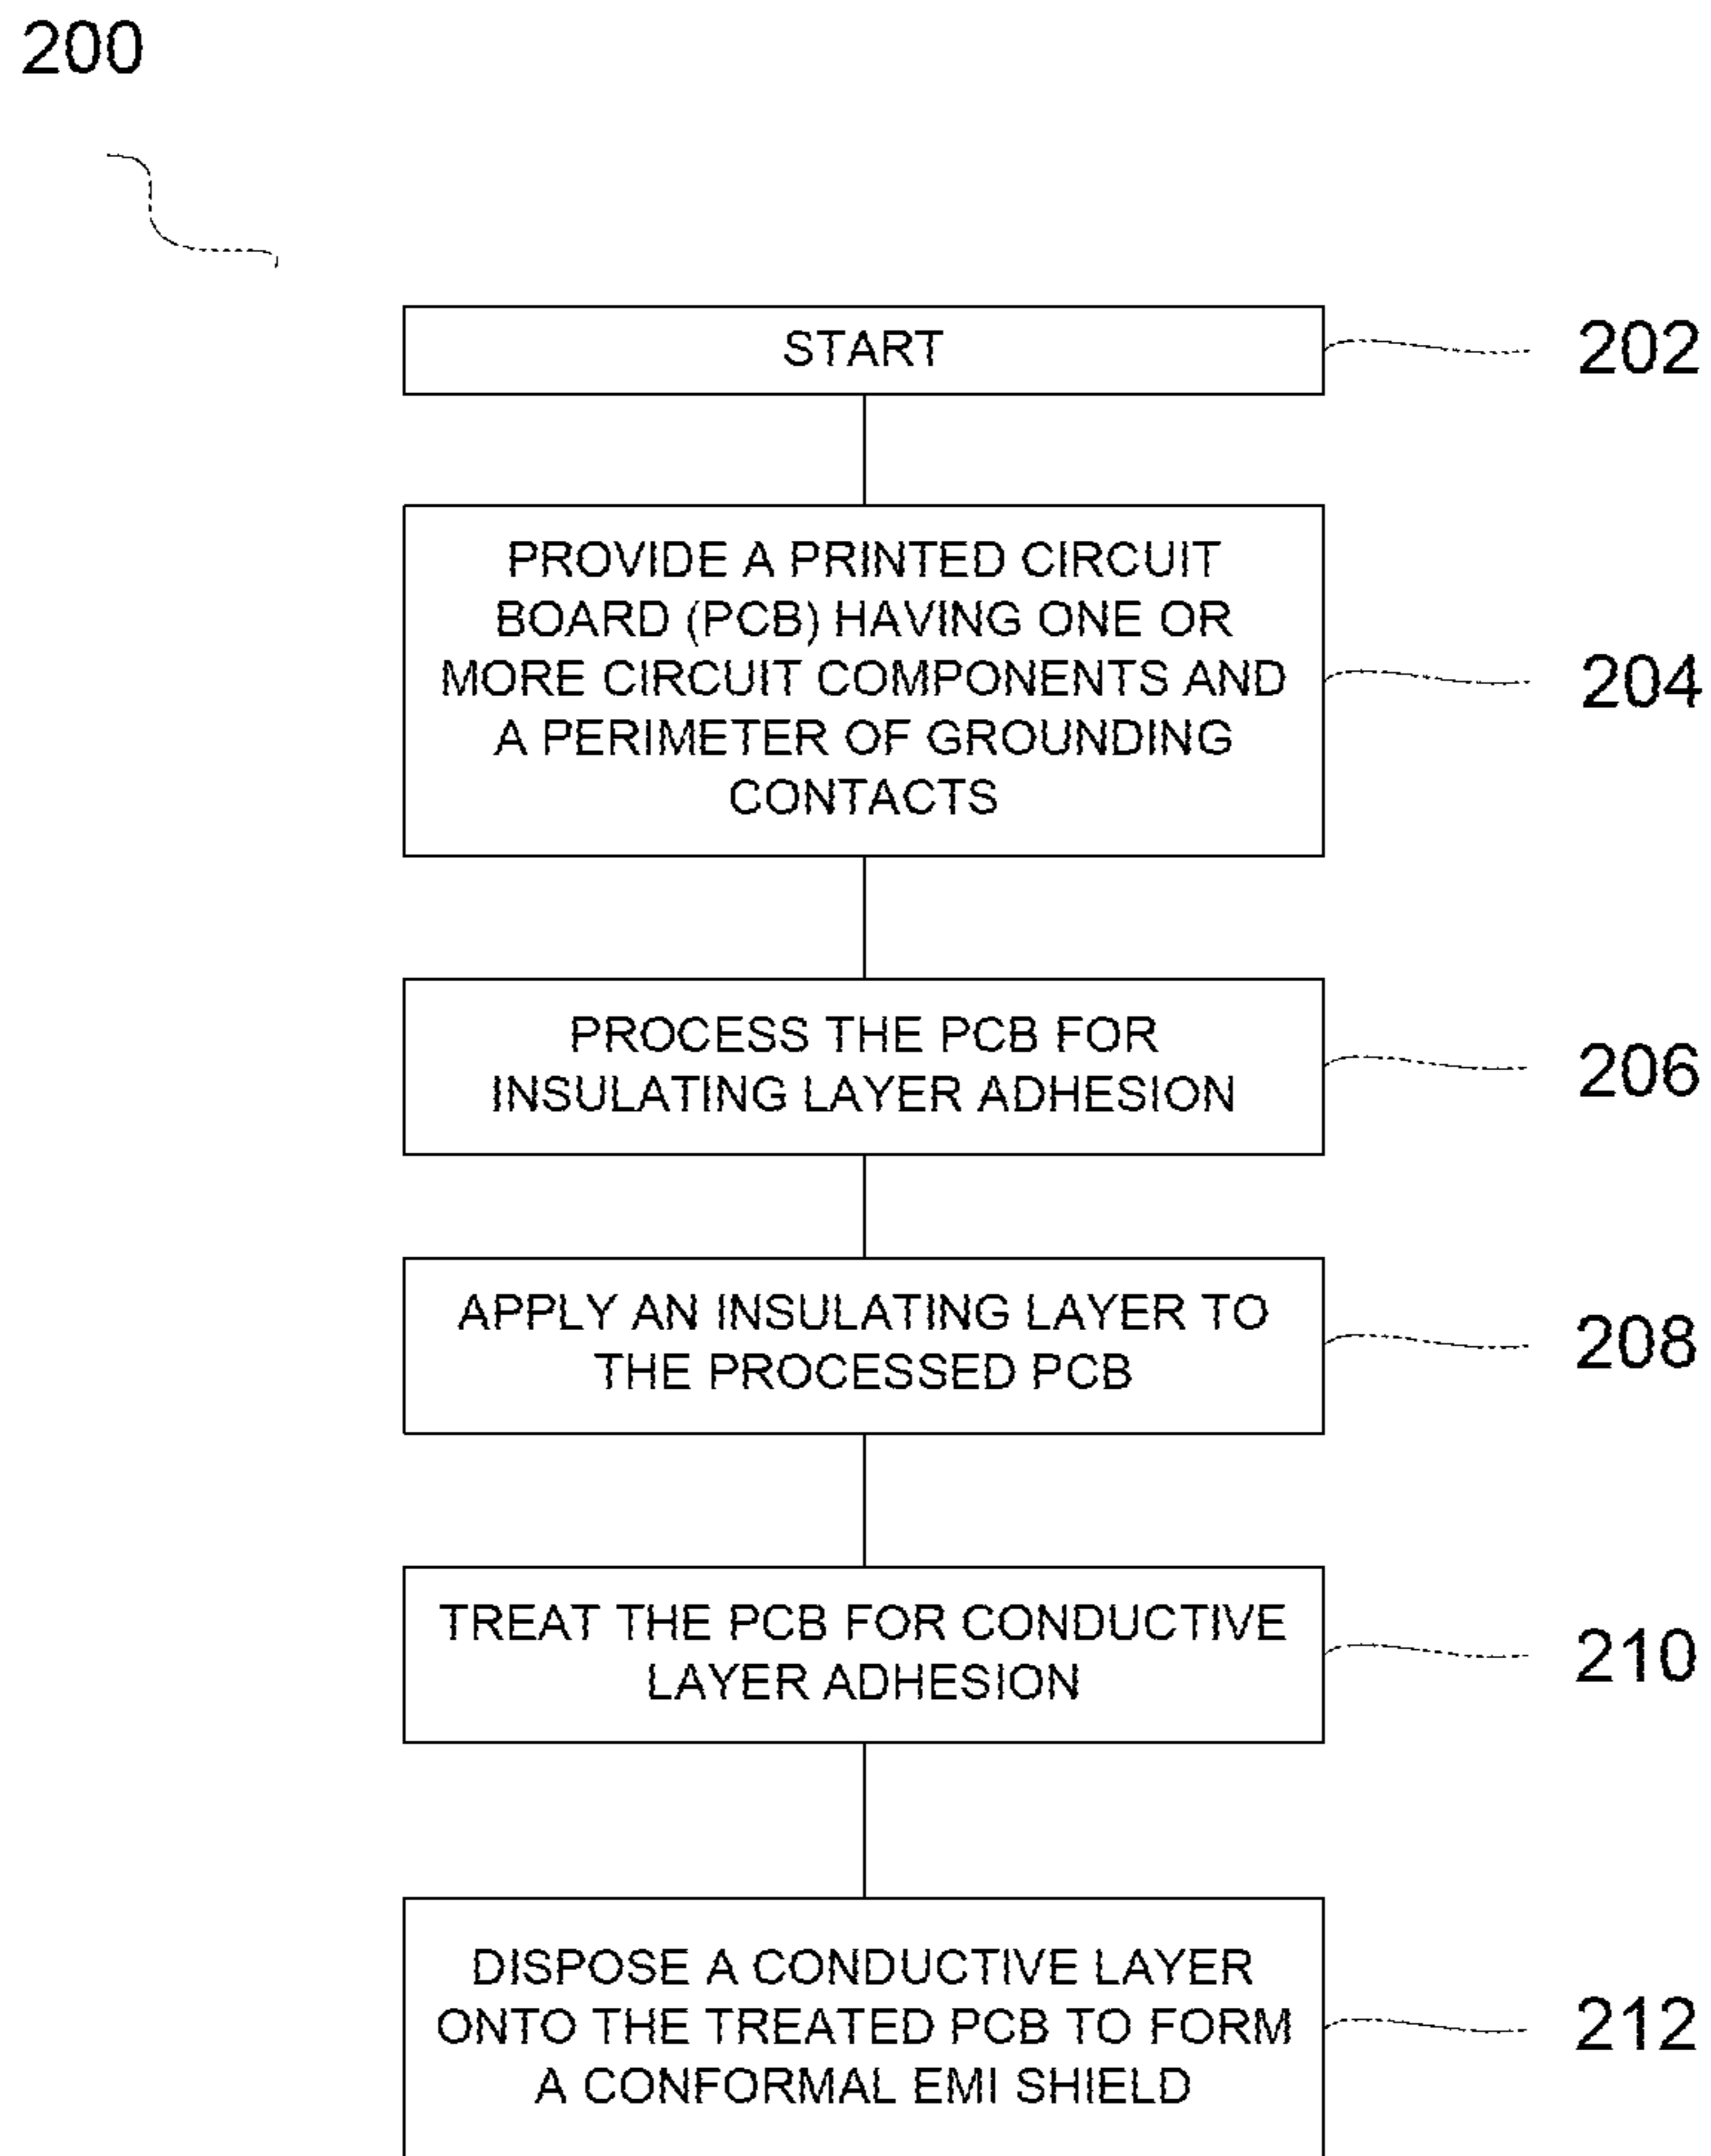 200
START
202
PROVIDE A PRINTED CIRCUIT
BOARD (PCB) HAVING ONE OR
MORE CIRCUIT COMPONENTS AND
A PERIMETER OF GROUNDING
CONTACTS
204
PROCESS THE PCB FOR
INSULATING LAYER ADHESION
206
APPLY AN INSULATING LAYER TO
THE PROCESSED PCB
208
TREAT THE PCB FOR CONDUCTIVE
LAYER ADHESION
210
DISPOSE A CONDUCTIVE LAYER
ONTO THE TREATED PCB TO FORM
A CONFORMAL EMI SHIELD
212